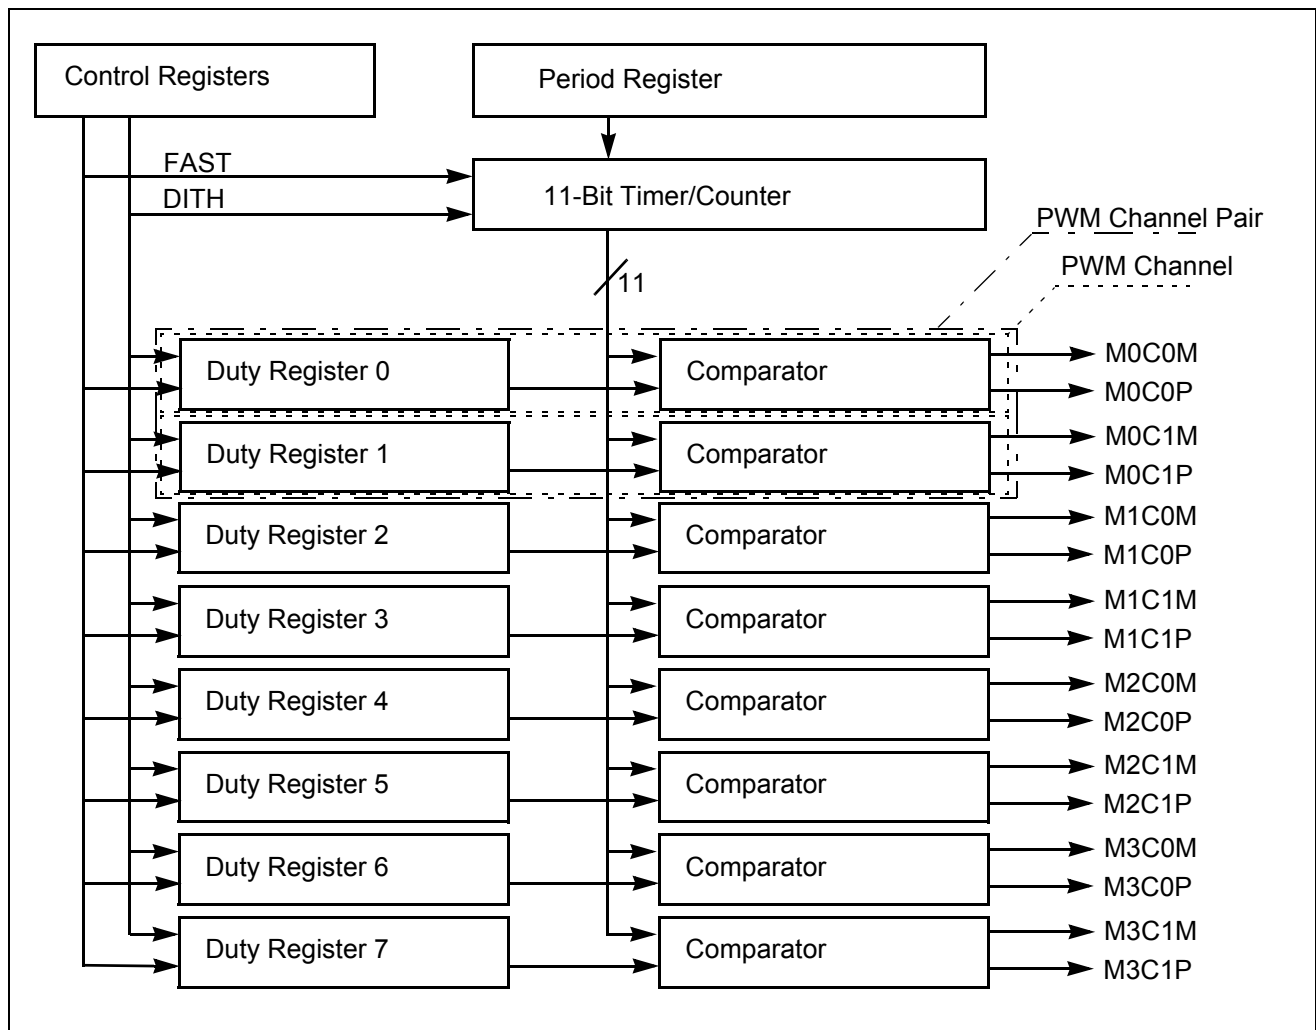 Control Registers
Period Register
FAST
DITH
11-Bit Timer/Counter
PWM Channel Pair
PWM Channel
11
Duty Register 0
Comparator
M0C0M
M0C0P
Duty Register 1
Comparator
M0C1M
M0C1P
Duty Register 2
Comparator
M1C0M
M1C0P
Duty Register 3
Comparator
M1C1M
M1C1P
Duty Register 4
Comparator
M2C0M
M2C0P
Duty Register 5
Comparator
M2C1M
M2C1P
Duty Register 6
Comparator
M3C0M
M3C0P
Duty Register 7
Comparator
M3C1M
M3C1P